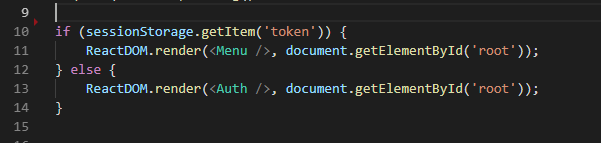 9
10 if (sessionStorage.getItem('token')) {
11 ReactDOM.render(<Menu />, document.getElementById('root'));
12 } else {
13 ReactDOM.render(<Auth />, document.getElementById('root'));
14 }
15